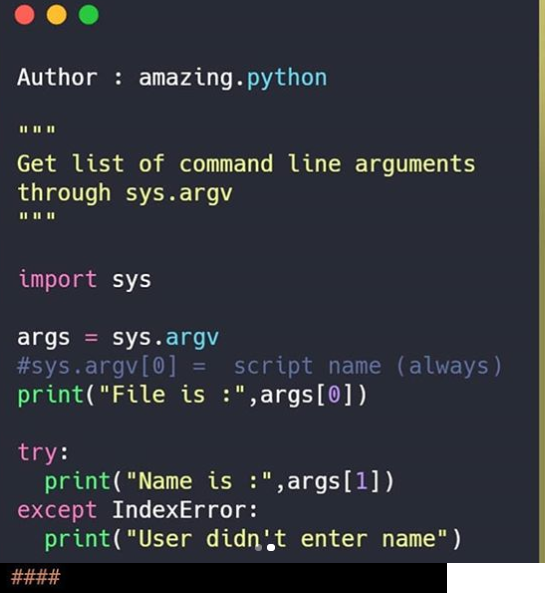 Author : amazing.python
"""
Get list of command line arguments
through sys.argv
"""
import sys
args = sys.argv
#sys.argv[0] =  script name (always)
print("File is :",args[0])
try:
  print("Name is :",args[1])
except IndexError:
  print("User didn't enter name")
####